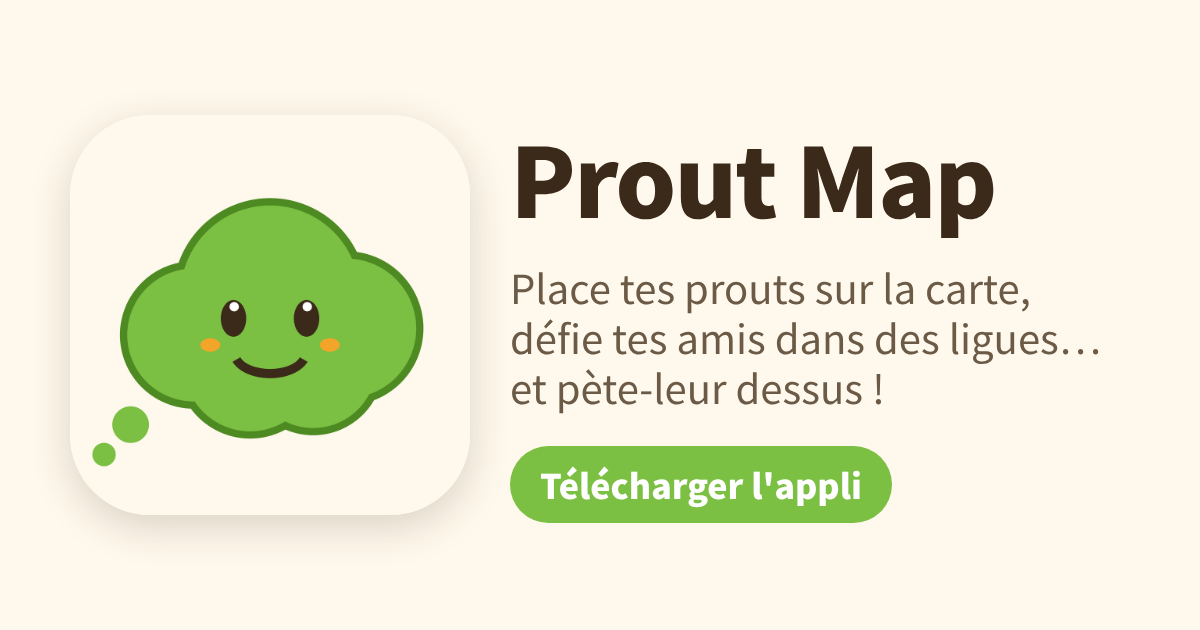 Prout Map
Place tes prouts sur la carte,
défie tes amis dans des ligues…
et pète-leur dessus !
Télécharger l'appli